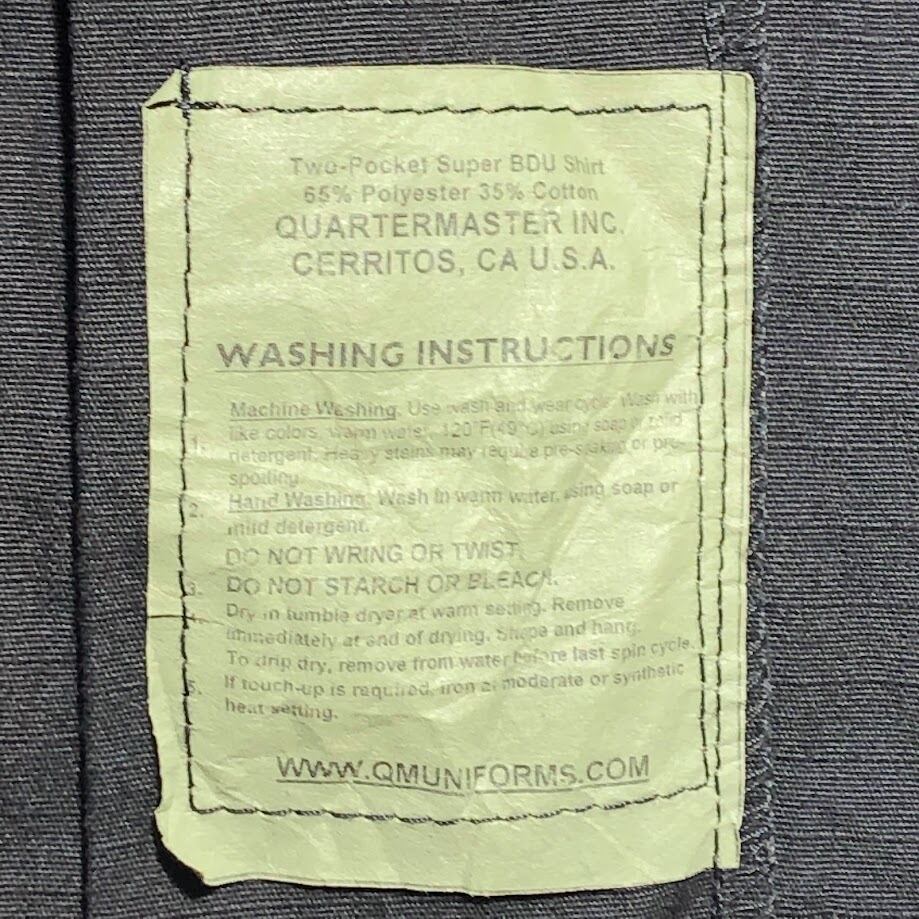 Two-Pocket Super BDU Shirt
65% Polyester 35% Cotton
QUARTERMASTER INC.
CERRITOS, CA U.S.A.
WASHING INSTRUCTIONS
1. Machine Washing. Use wash and wear cycle. Wash with
like colors, warm water, 120°F(49°C) using soap or mild
detergent. Heavy stains may require pre-soaking or pre-
spotting.
2. Hand Washing. Wash in warm water, using soap or
mild detergent.
DO NOT WRING OR TWIST.
3. DO NOT STARCH OR BLEACH.
4. Dry in tumble dryer at warm setting. Remove
immediately at end of drying. Shape and hang.
To drip dry, remove from water before last spin cycle.
5. If touch-up is required, iron at moderate or synthetic
heat setting.
WWW.QMUNIFORMS.COM